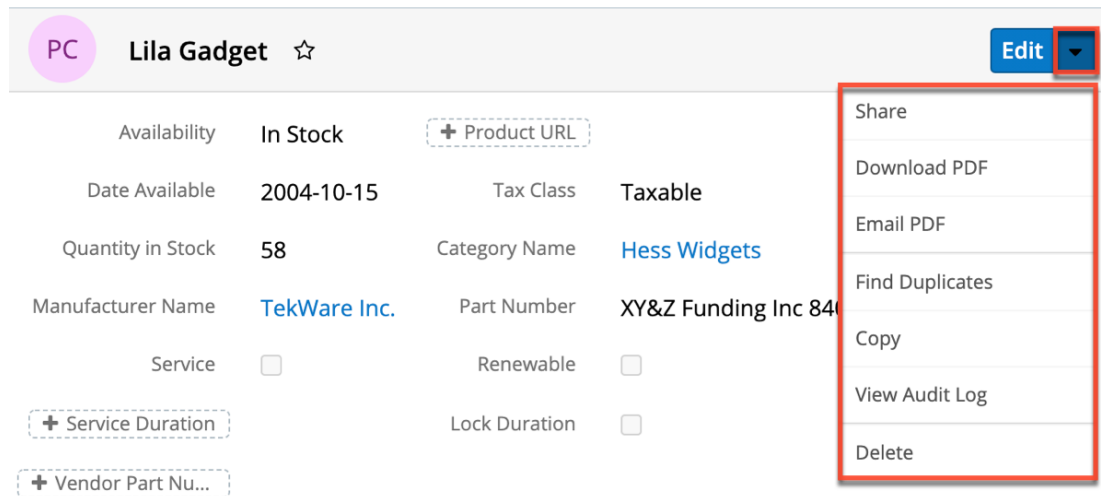 PC Lila Gadget Edit
Share
Availability In Stock + Product URL
Download PDF
Date Available 2004-10-15 Tax Class Taxable
Email PDF
Quantity in Stock 58 Category Name Hess Widgets
Find Duplicates
Manufacturer Name TekWare Inc. Part Number XY&Z Funding Inc 84
Copy
Service Renewable
View Audit Log
+ Service Duration Lock Duration
Delete
+ Vendor Part Nu...